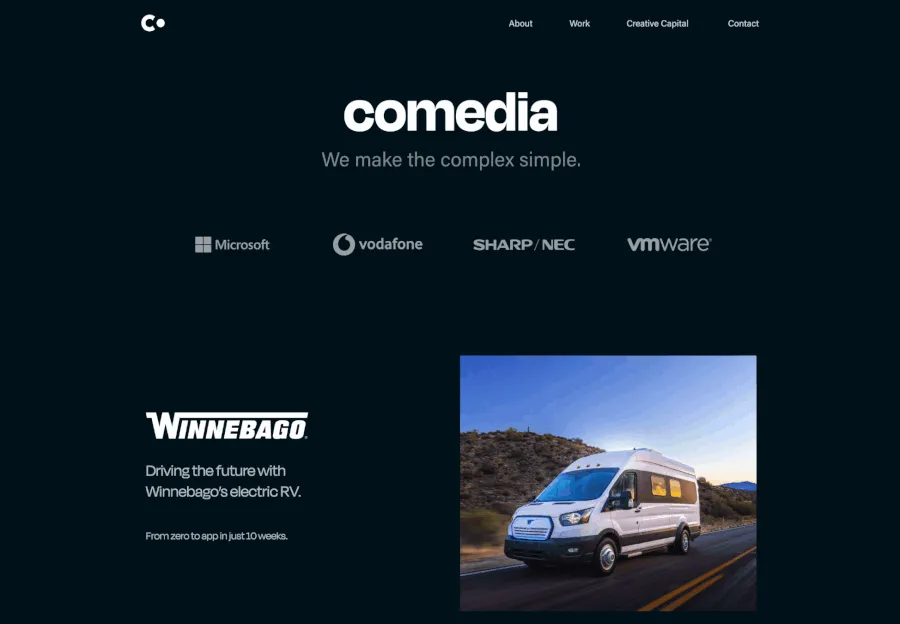 About Work Creative Capital Contact
comedia
We make the complex simple.
Microsoft vodafone SHARP/NEC vmware®
WINNEBAGO®
Driving the future with
Winnebago’s electric RV.
From zero to app in just 10 weeks.